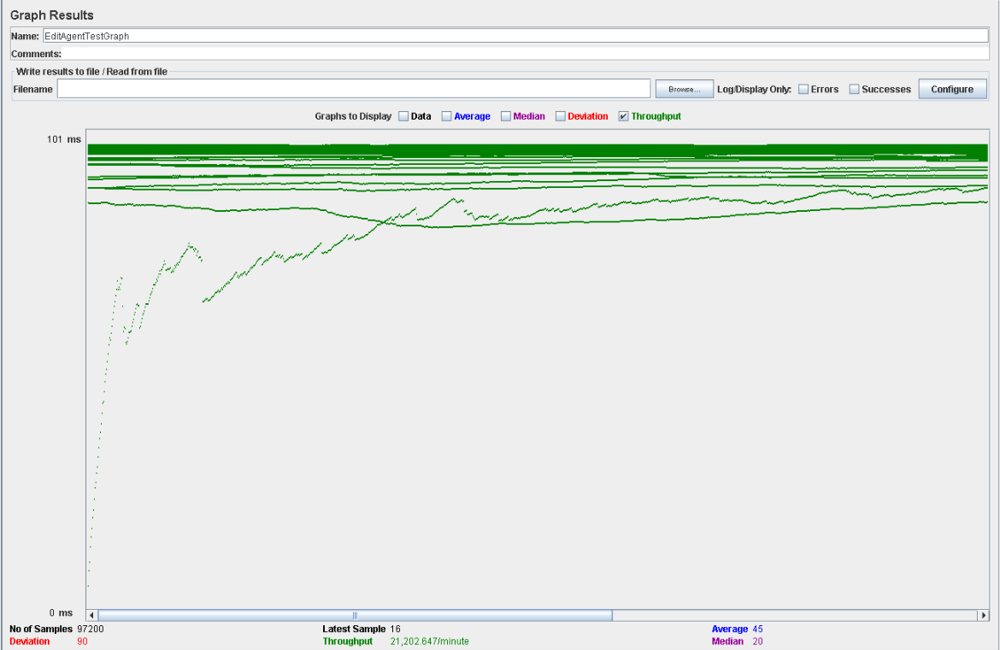 Graph Results
Name: EditAgentTestGraph
Comments:
Write results to file / Read from file
Filename Browse... Log/Display Only: Errors Successes Configure
Graphs to Display Data Average Median Deviation Throughput
101 ms
0 ms
No of Samples 97200 Latest Sample 16 Average 45
Deviation 90 Throughput 21,202.647/minute Median 20